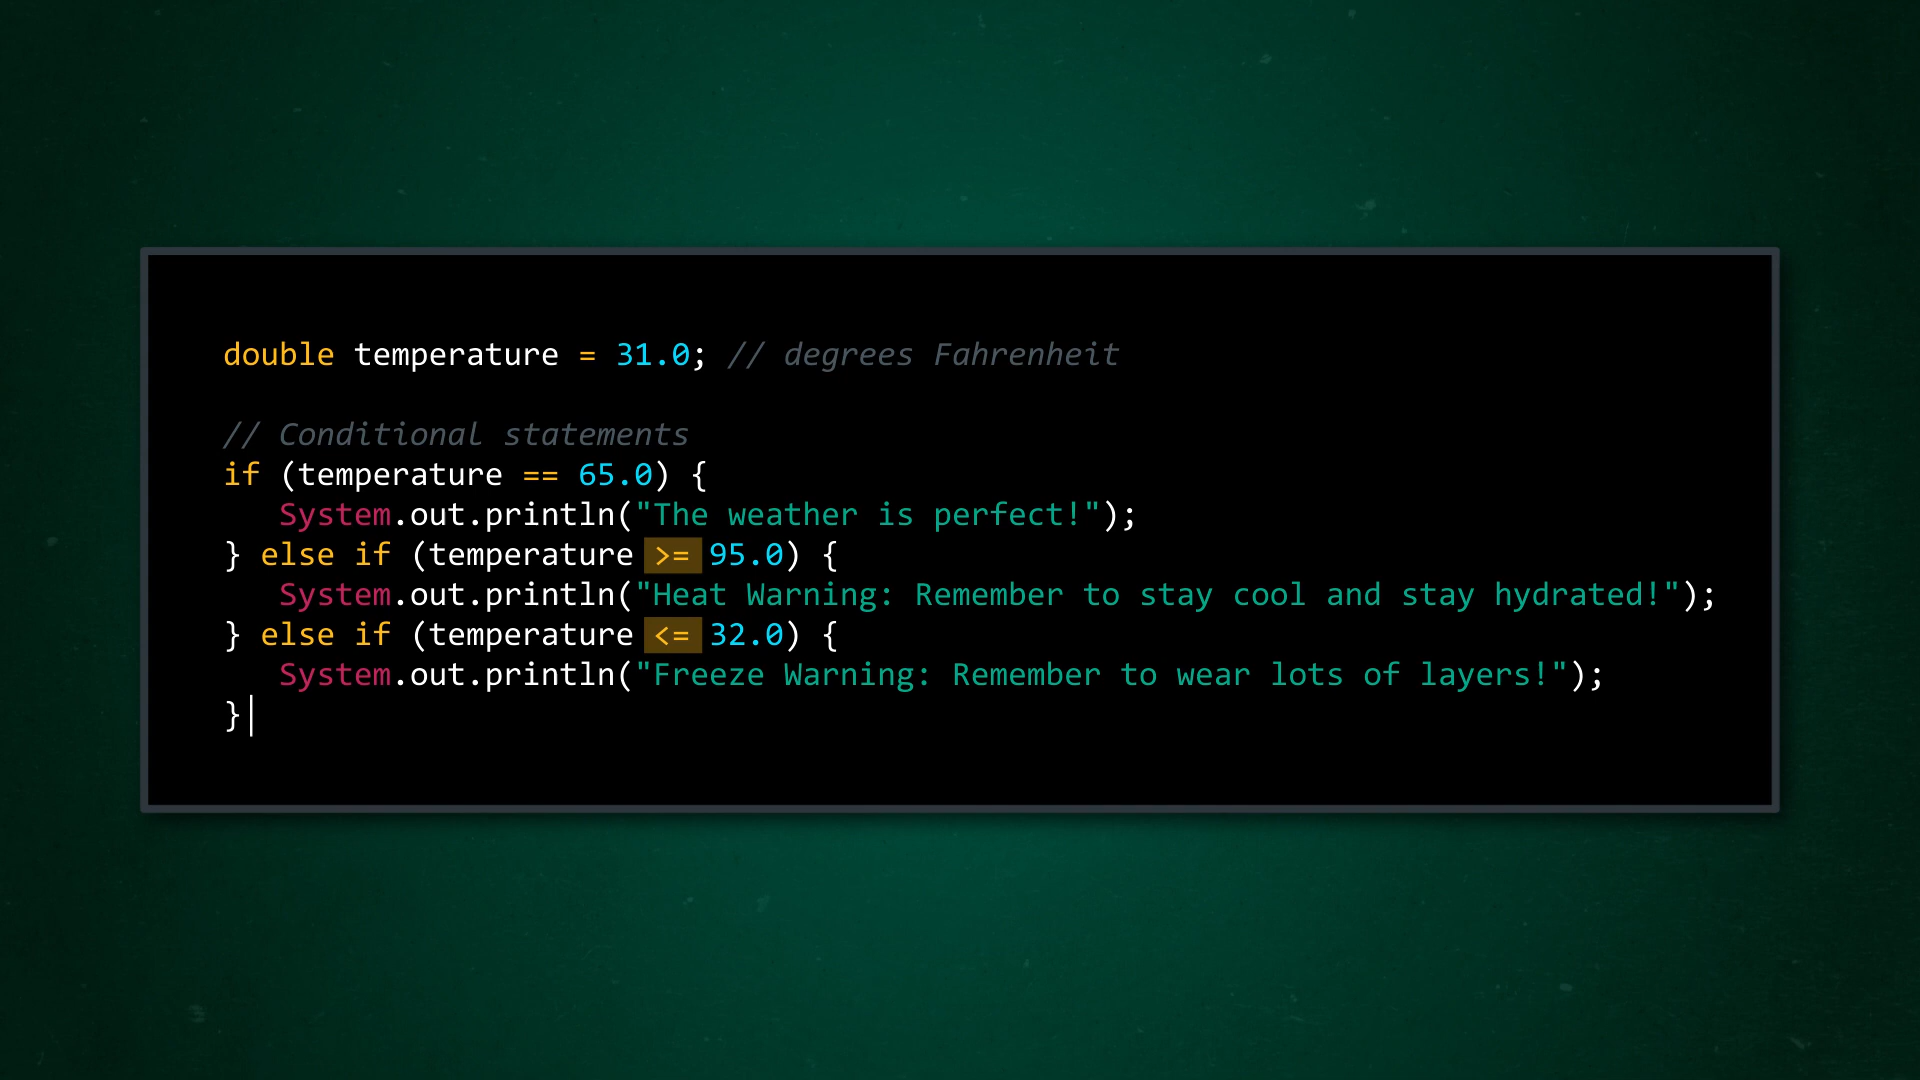 double temperature = 31.0; // degrees Fahrenheit
// Conditional statements
if (temperature == 65.0) {
   System.out.println("The weather is perfect!");
} else if (temperature >= 95.0) {
   System.out.println("Heat Warning: Remember to stay cool and stay hydrated!");
} else if (temperature <= 32.0) {
   System.out.println("Freeze Warning: Remember to wear lots of layers!");
}